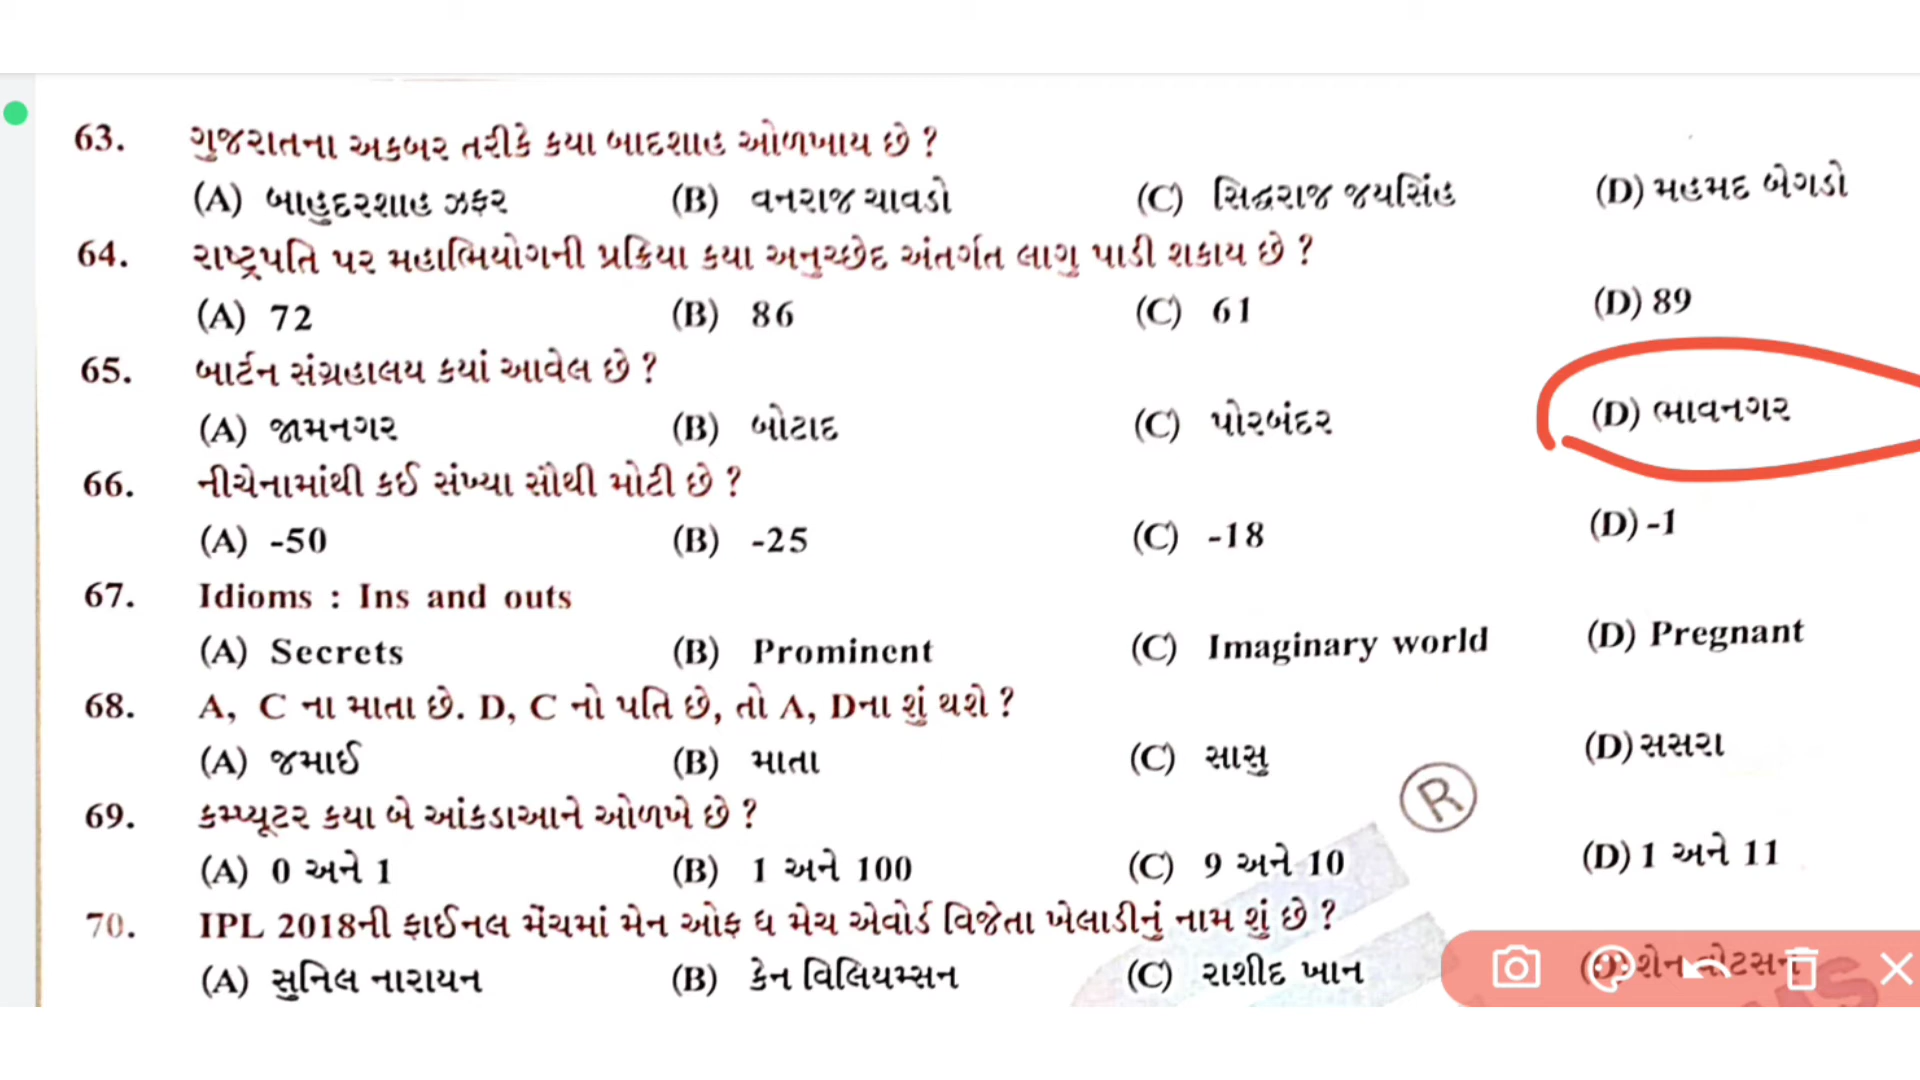 63. ગુજરાતના અકબર તરીકે કયા બાદશાહ ઓળખાય છે ?
(A) બાહુદરશાહ ઝફર (B) વનરાજ ચાવડો (C) સિદ્ધરાજ જયસિંહ (D) મહમદ બેગડો
64. રાષ્ટ્રપતિ પર મહાભિયોગની પ્રક્રિયા કયા અનુચ્છેદ અંતર્ગત લાગુ પાડી શકાય છે ?
(A) 72 (B) 86 (C) 61 (D) 89
65. બાર્ટન સંગ્રહાલય કયાં આવેલ છે ?
(A) જામનગર (B) બોટાદ (C) પોરબંદર (D) ભાવનગર
66. નીચેનામાંથી કઈ સંખ્યા સૌથી મોટી છે ?
(A) -50 (B) -25 (C) -18 (D) -1
67. Idioms : Ins and outs
(A) Secrets (B) Prominent (C) Imaginary world (D) Pregnant
68. A, C ના માતા છે. D, C નો પતિ છે, તો A, Dના શું થશે ?
(A) જમાઈ (B) માતા (C) સાસુ (D) સસરા
69. કમ્પ્યૂટર કયા બે આંકડાઆને ઓળખે છે ?
(A) 0 અને 1 (B) 1 અને 100 (C) 9 અને 10 (D) 1 અને 11
70. IPL 2018ની ફાઈનલ મેંચમાં મેન ઓફ ધ મેચ એવોર્ડ વિજેતા ખેલાડીનું નામ શું છે ?
(A) સુનિલ નારાયન (B) કેન વિલિયમ્સન (C) રાશીદ ખાન (D) શેન વોટસન
R